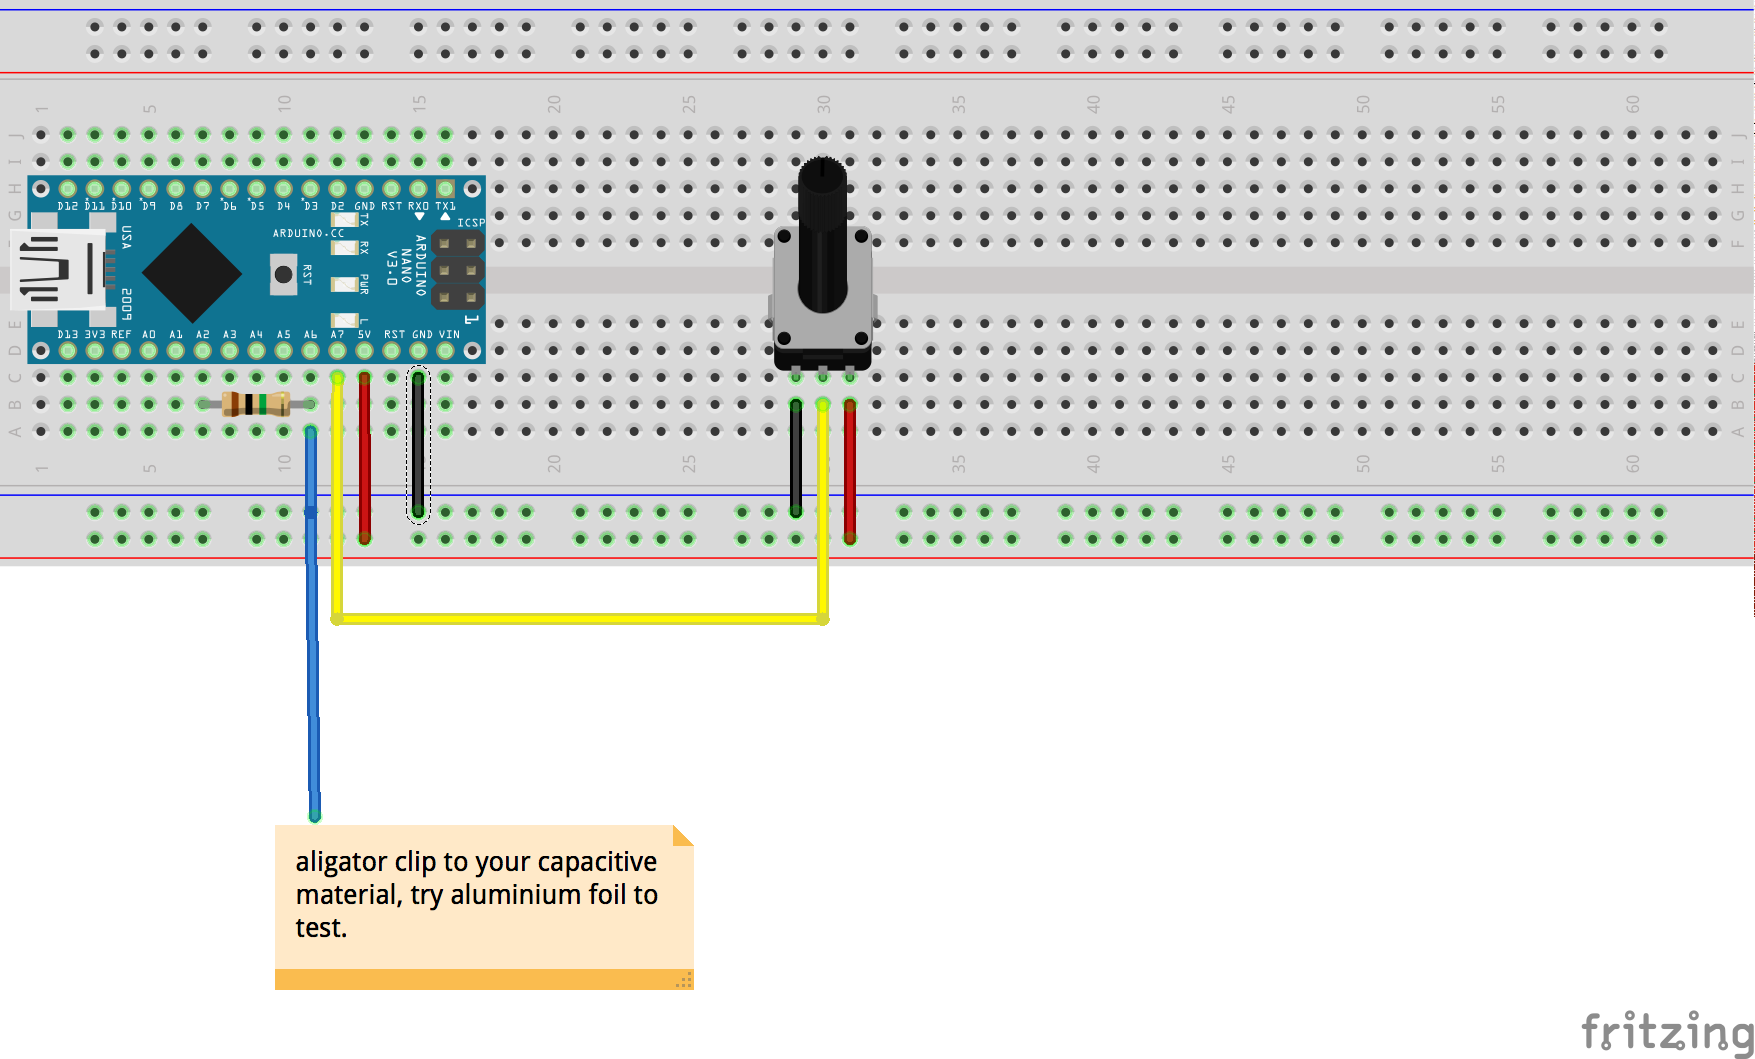 1 5 10 15 20 25 30 35 40 45 50 55 60
J J
I I
H H
D12 D11 D10 D9 D8 D7 D6 D5 D4 D3 D2 GND RST RX0 TX1
G G
ICSP
USA
ARDUINO.CC
TX
RX
RST
PWR
L
ARDUINO
NANO
V3.0
F F
2009
1
E E
D13 3V3 REF A0 A1 A2 A3 A4 A5 A6 A7 5V RST GND VIN
D D
C C
B B
A A
1 5 10 20 25 35 40 45 50 55 60
aligator clip to your capacitive
material, try aluminium foil to
test.
fritzing